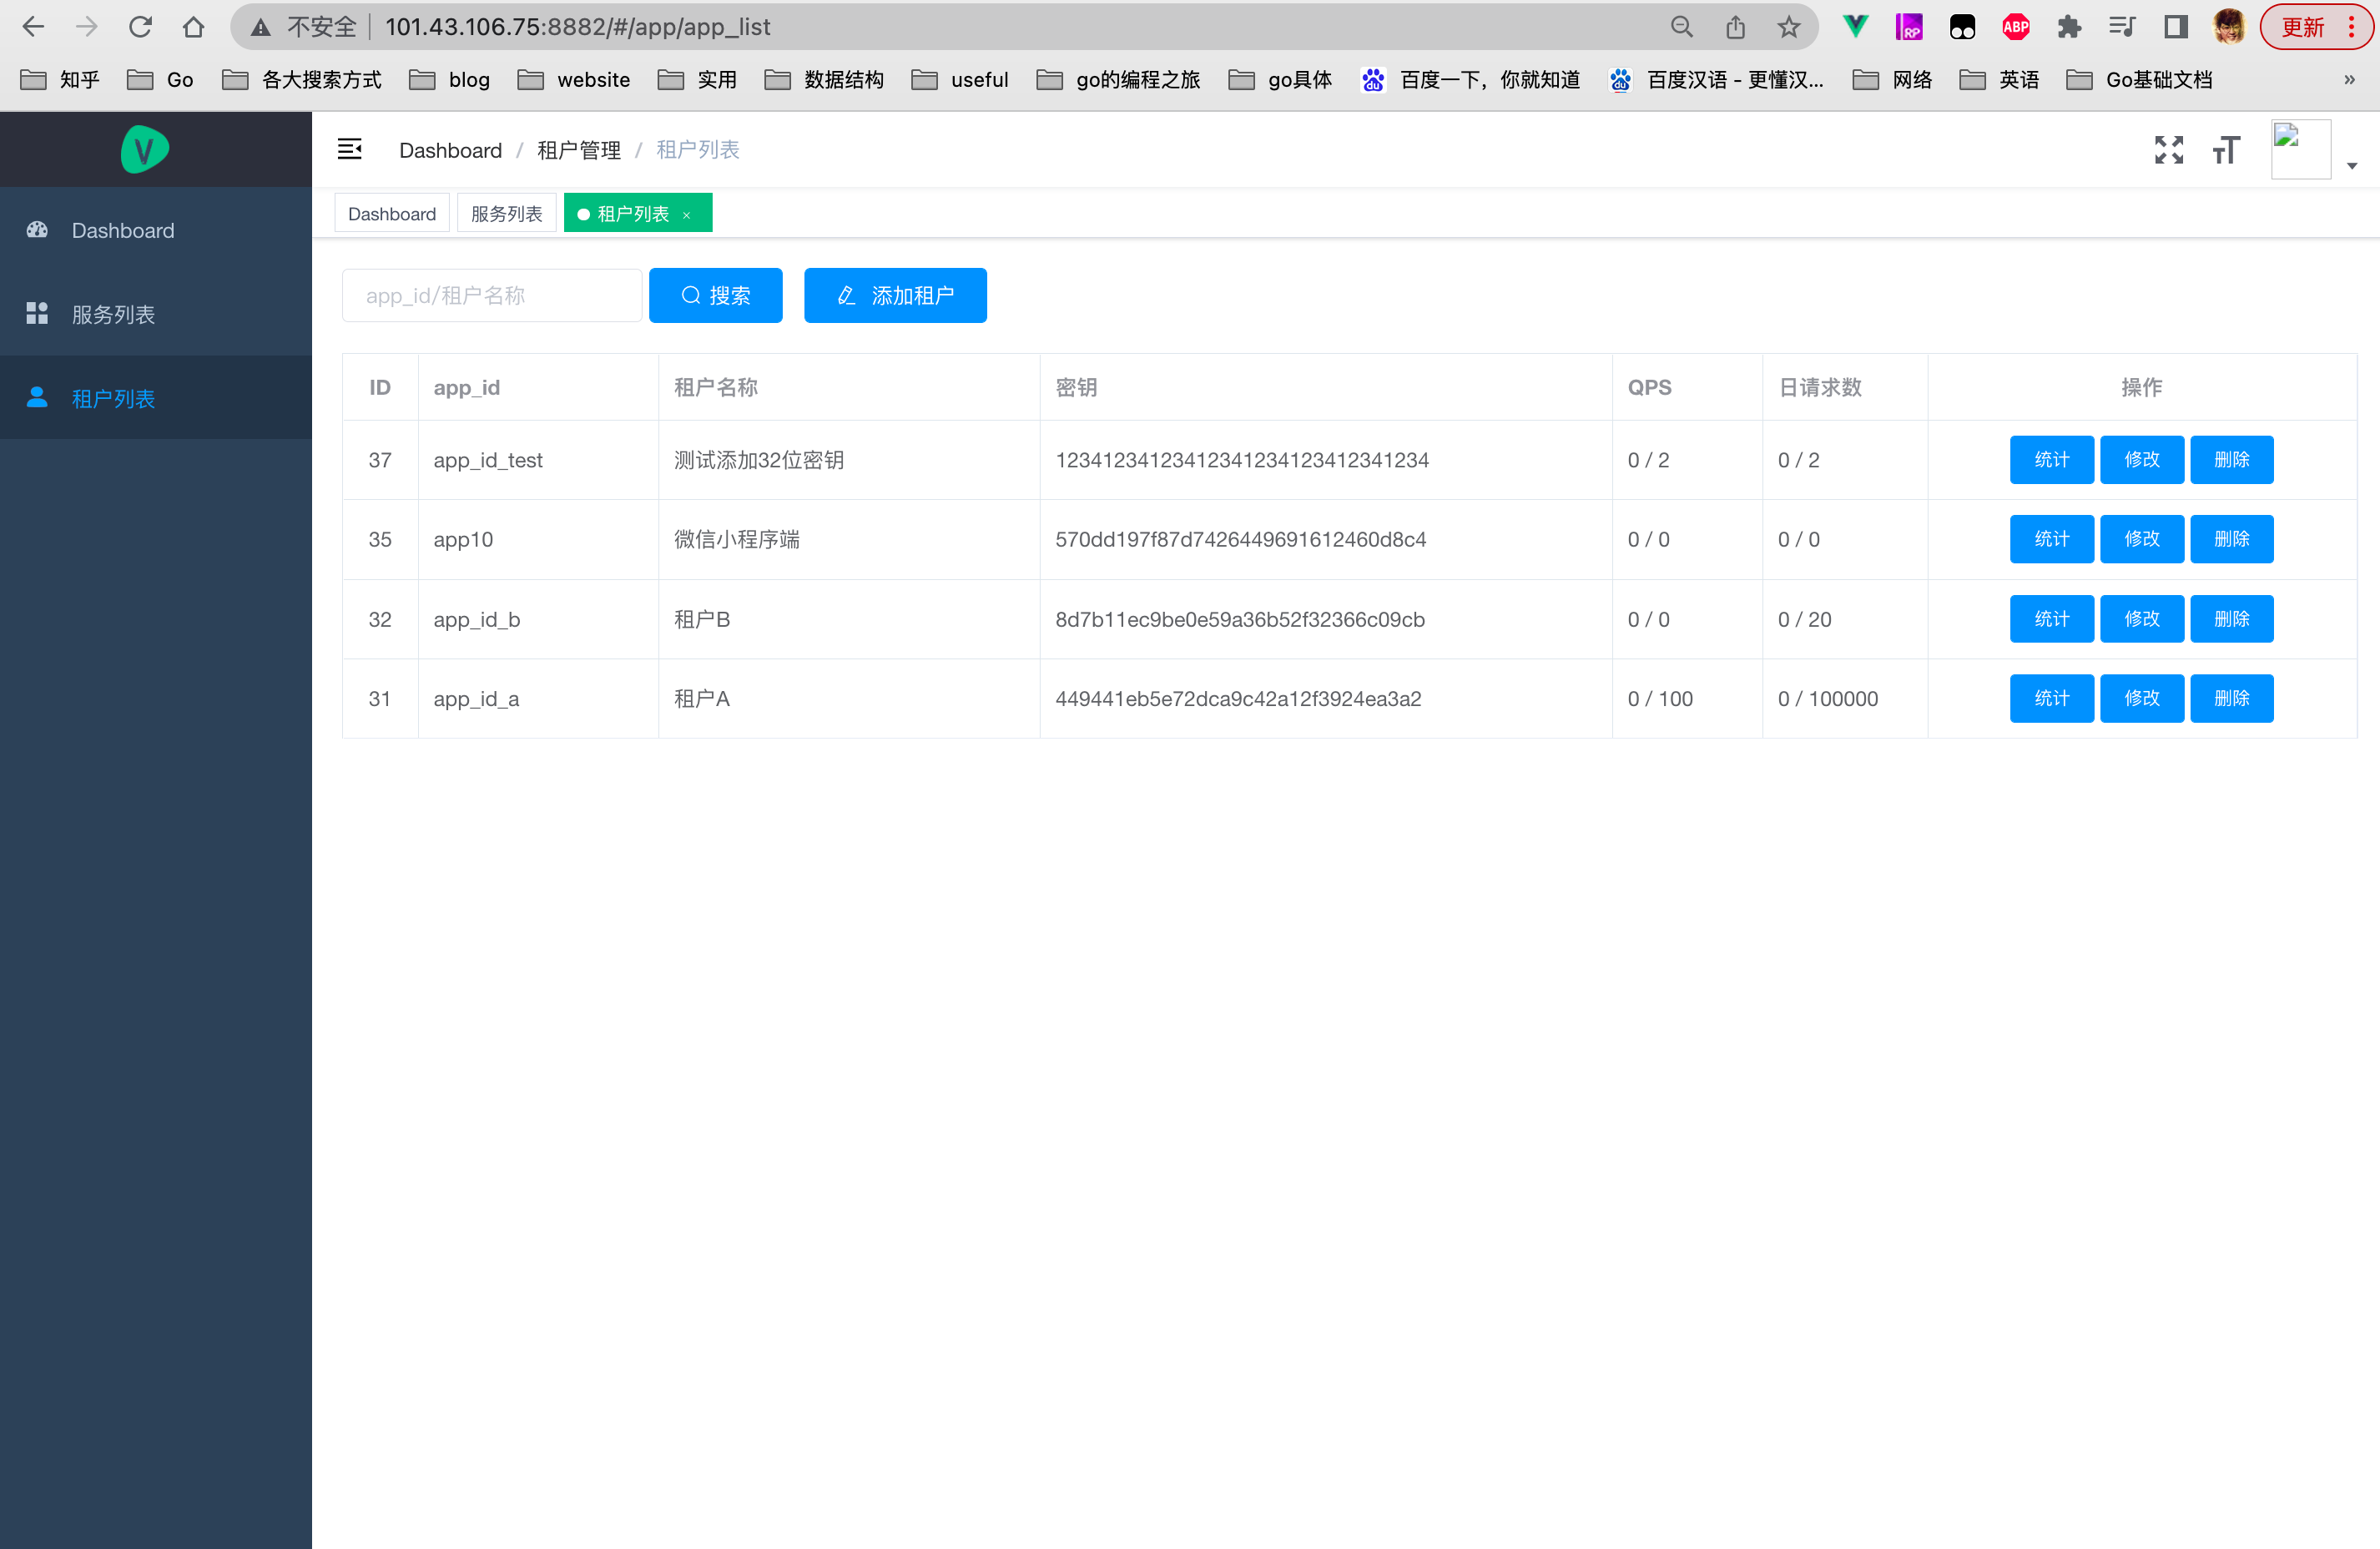 不安全 101.43.106.75:8882/#/app/app_list RP ABP 更新
知乎 Go 各大搜索方式 blog website 实用 数据结构 useful go的编程之旅 go具体 du 百度一下，你就知道 du 百度汉语 - 更懂汉... 网络 英语 Go基础文档 »
V
Dashboard / 租户管理 / 租户列表
Dashboard 服务列表 租户列表 ×
Dashboard
服务列表
租户列表
app_id/租户名称 搜索 添加租户
ID app_id 租户名称 密钥 QPS 日请求数 操作
37 app_id_test 测试添加32位密钥 12341234123412341234123412341234 0 / 2 0 / 2 统计 修改 删除
35 app10 微信小程序端 570dd197f87d7426449691612460d8c4 0 / 0 0 / 0 统计 修改 删除
32 app_id_b 租户B 8d7b11ec9be0e59a36b52f32366c09cb 0 / 0 0 / 20 统计 修改 删除
31 app_id_a 租户A 449441eb5e72dca9c42a12f3924ea3a2 0 / 100 0 / 100000 统计 修改 删除